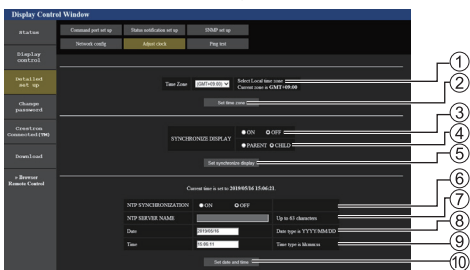 Display Control Window
Status
Display
control
Detailed
set up
Change
password
Crestron
Connected(TM)
Download
» Browser
Remote Control
Command port set up
Status notification set up
SNMP set up
Network config
Adjust clock
Ping test
Time Zone
(GMT+09:00)
Select Local time zone
Current zone is GMT+09:00
Set time zone
SYNCHRONIZE DISPLAY
ON
OFF
PARENT
CHILD
Set synchronize display
Current time is set to 2019/05/16 15:06:21
NTP SYNCHRONIZATION
ON
OFF
NTP SERVER NAME
Up to 63 characters
Date
2019/05/16
Date type is YYYY/MM/DD
Time
Time type is hh:mm:ss
Set date and time
1
2
3
4
5
6
7
8
9
10